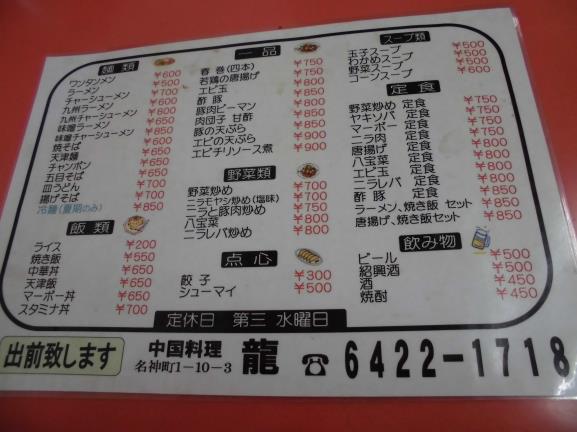 麺類
ワンタンメン ¥600
ラーメン ¥500
チャーシューメン ¥700
九州ラーメン ¥600
九州チャーシューメン
味噌ラーメン
味噌チャーシューメン
焼そば ¥650
天津麺 ¥650
チャンポン ¥650
五目そば ¥650
皿うどん ¥700
揚げそば ¥700
冷麺(夏期のみ) ¥850
飯類
ライス ¥200
焼き飯 ¥550
中華丼 ¥650
天津飯 ¥650
マーボー丼 ¥650
スタミナ丼 ¥700
一品
春巻(四本) ¥750
若鶏の唐揚げ
エビ玉 ¥800
酢豚 ¥800
豚肉ピーマン
肉団子 甘酢
豚の天ぷら ¥800
エビの天ぷら ¥900
エビチリソース煮 ¥900
野菜類
野菜炒め ¥700
ニラモヤシ炒め(塩味) ¥700
ニラと豚肉炒め
八宝菜 ¥800
ニラレバ炒め ¥800
点心
餃子 ¥300
シューマイ ¥500
スープ類
玉子スープ ¥500
わかめスープ ¥500
野菜スープ
コーンスープ
定食
野菜炒め 定食 ¥750
ヤキソバ 定食 ¥750
マーボー 定食 ¥750
ニラ肉 定食
唐揚げ 定食
八宝菜 定食
エビ玉 定食
ニラレバ 定食
酢豚 定食
ラーメン、焼き飯 セット
唐揚げ、焼き飯セット ¥850
飲み物
ビール ¥500
紹興酒 ¥500
酒 ¥450
焼酎 ¥450
定休日 第三 水曜日
出前致します
中国料理 龍
名神町1-10-3
☎6422-1718